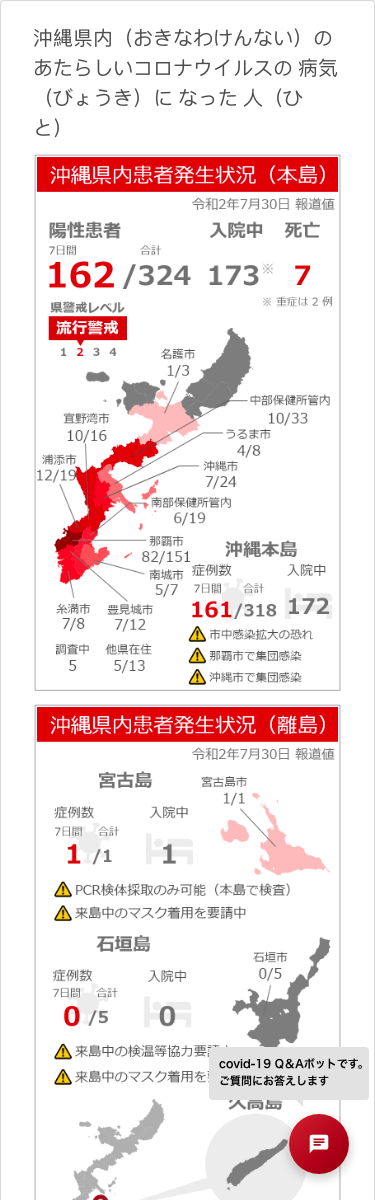 沖縄県内（おきなわけんない）の
あたらしいコロナウイルスの 病気
（びょうき）に なった 人（ひ
と）
沖縄県内患者発生状況（本島）
令和2年7月30日 報道値
陽性患者 入院中 死亡
7日間 合計
162 /324 173※ 7
※ 重症は 2 例
県警戒レベル
流行警戒
1 2 3 4
名護市
1/3
中部保健所管内
10/33
宜野湾市
10/16
うるま市
4/8
浦添市
12/19
沖縄市
7/24
南部保健所管内
6/19
那覇市
82/151
南城市
5/7
糸満市
7/8
豊見城市
7/12
調査中
5
他県在住
5/13
沖縄本島
症例数 入院中
7日間 合計
161/318 172
市中感染拡大の恐れ
那覇市で集団感染
沖縄市で集団感染
沖縄県内患者発生状況（離島）
令和2年7月30日 報道値
宮古島
症例数 入院中
7日間 合計
1 /1 1
宮古島市
1/1
PCR検体採取のみ可能（本島で検査）
来島中のマスク着用を要請中
石垣島
症例数 入院中
7日間 合計
0 /5 0
石垣市
0/5
来島中の検温等協力要請
来島中のマスク着用を要
covid-19 Q&Aボットです。
ご質問にお答えします
久高島